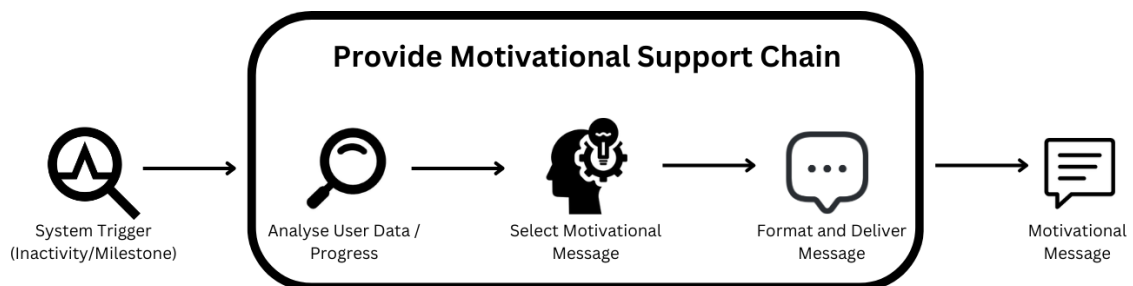 Provide Motivational Support Chain
System Trigger
(Inactivity/Milestone)
Analyse User Data /
Progress
Select Motivational
Message
Format and Deliver
Message
Motivational
Message